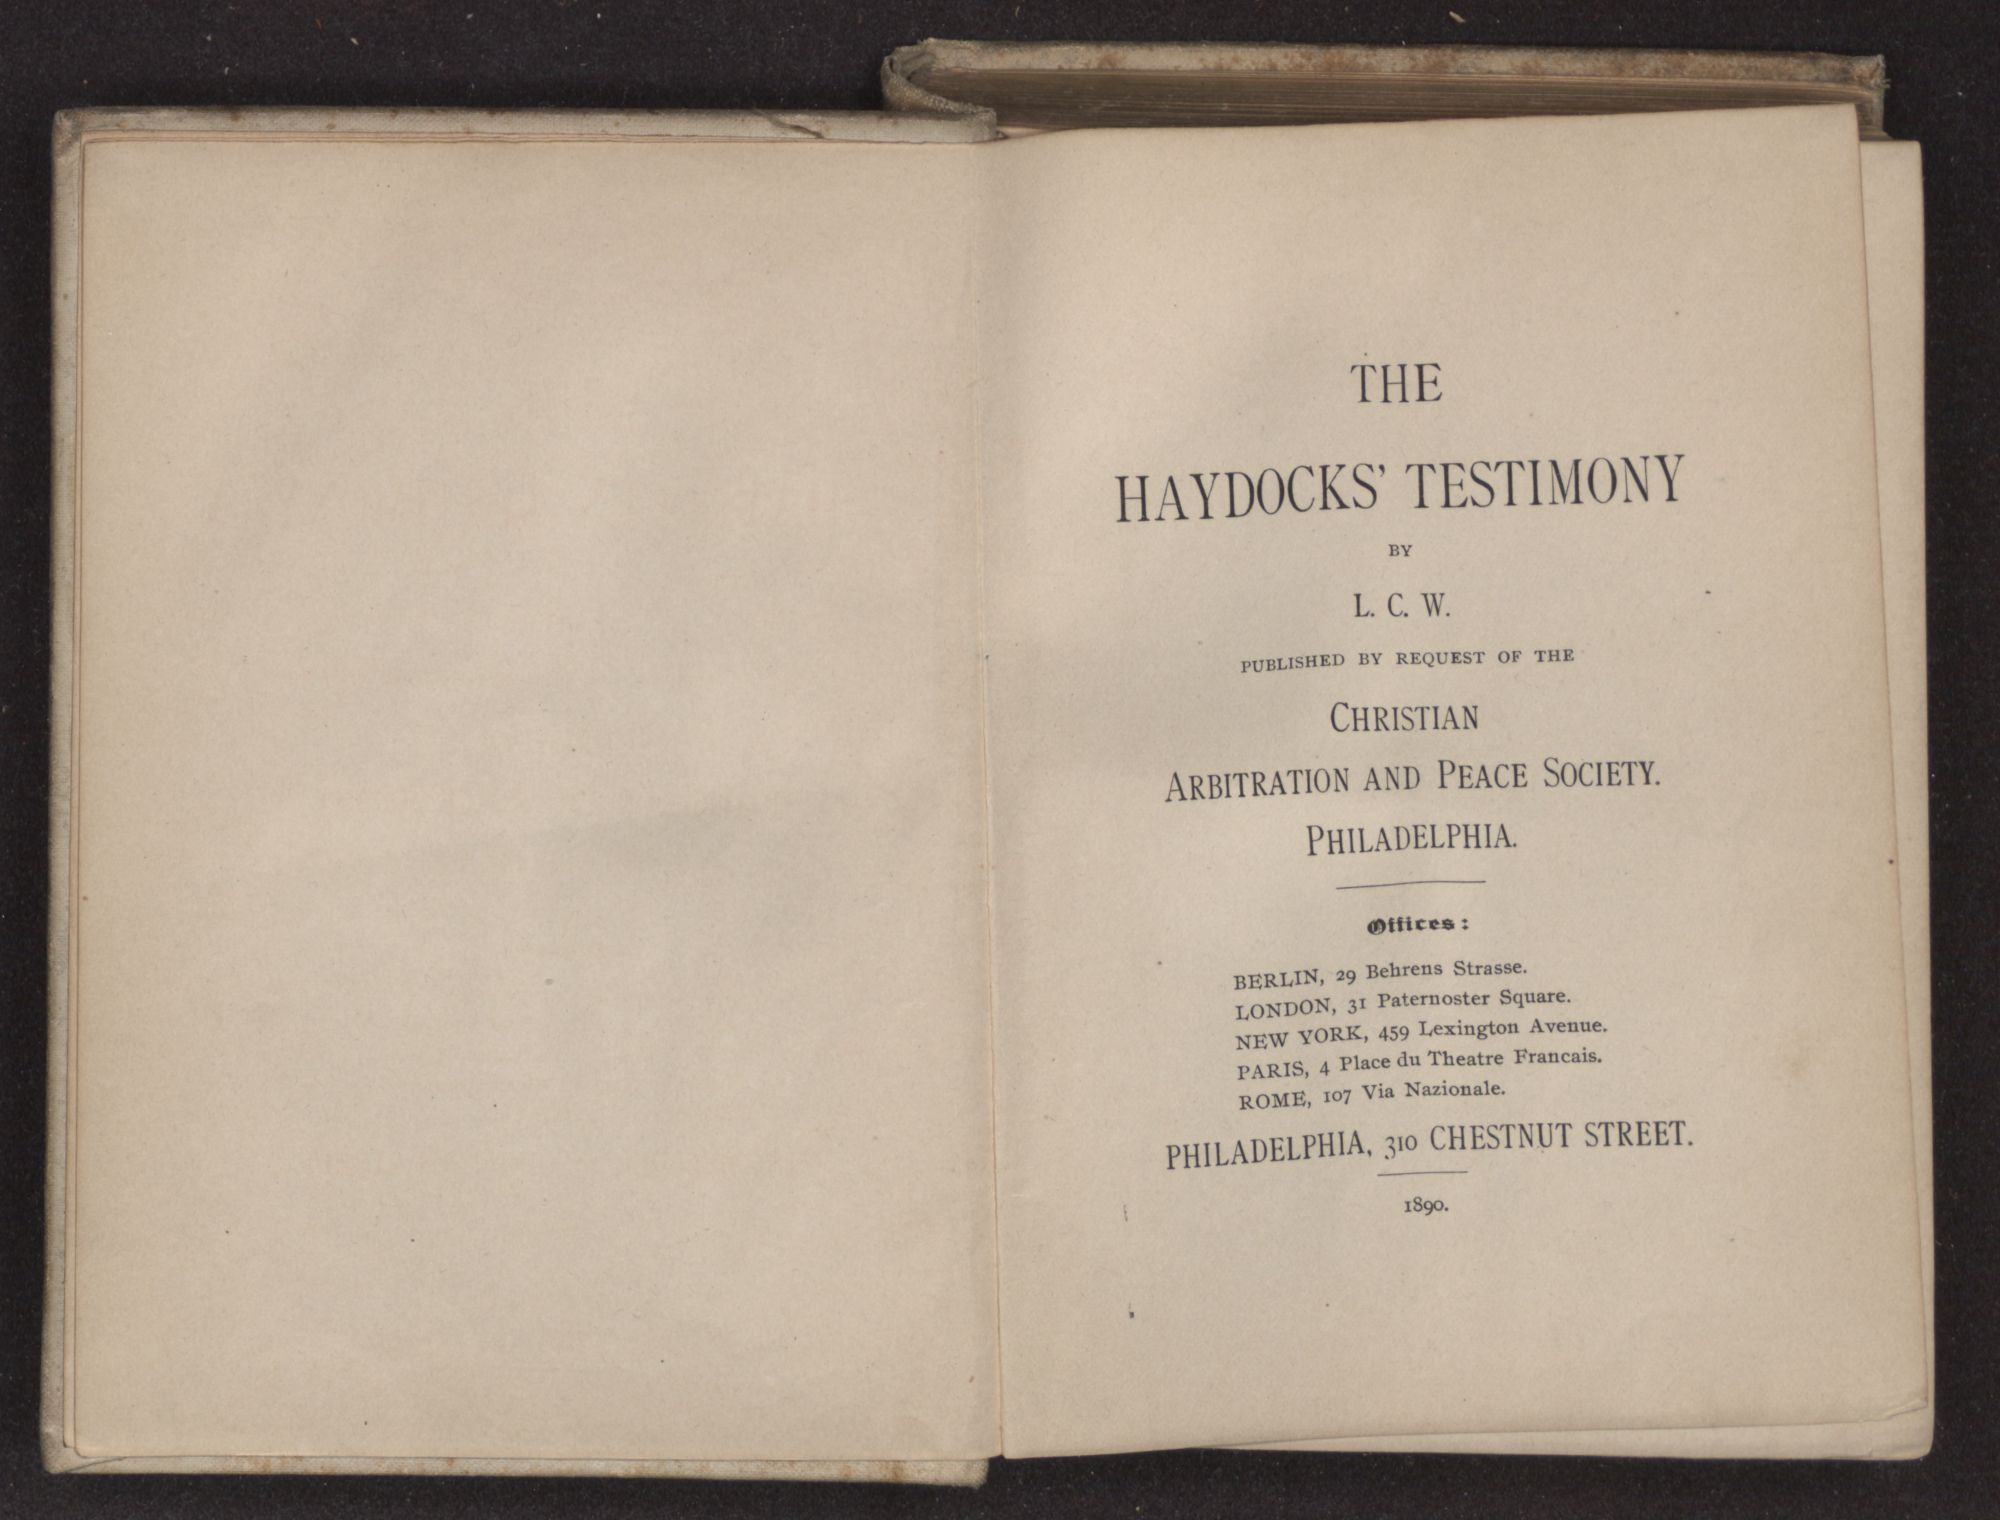 THE
HAYDOCKS' TESTIMONY
BY
L. C. W.
PUBLISHED BY REQUEST OF THE
CHRISTIAN
ARBITRATION AND PEACE SOCIETY.
PHILADELPHIA.
Offices:
BERLIN, 29 Behrens Strasse.
LONDON, 31 Paternoster Square.
NEW YORK, 459 Lexington Avenue.
PARIS, 4 Place du Theatre Francais.
ROME, 107 Via Nazionale.
PHILADELPHIA, 310 CHESTNUT STREET.
1890.